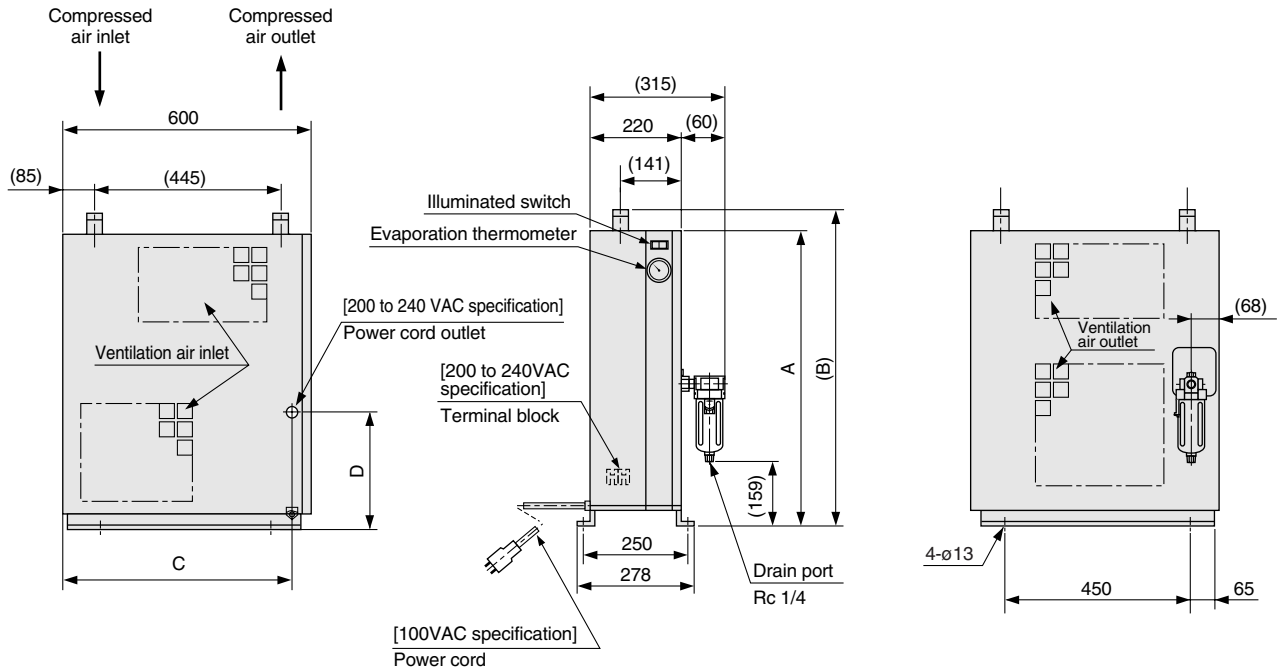 Compressed
air inlet
Compressed
air outlet
600
(85)
(445)
[200 to 240 VAC specification]
Power cord outlet
Ventilation air inlet
D
C
(315)
220
(60)
(141)
Illuminated switch
Evaporation thermometer
[200 to 240VAC
specification]
Terminal block
A
(B)
(159)
250
278
Drain port
Rc 1/4
[100VAC specification]
Power cord
(68)
Ventilation
air outlet
4-ø13
450
65